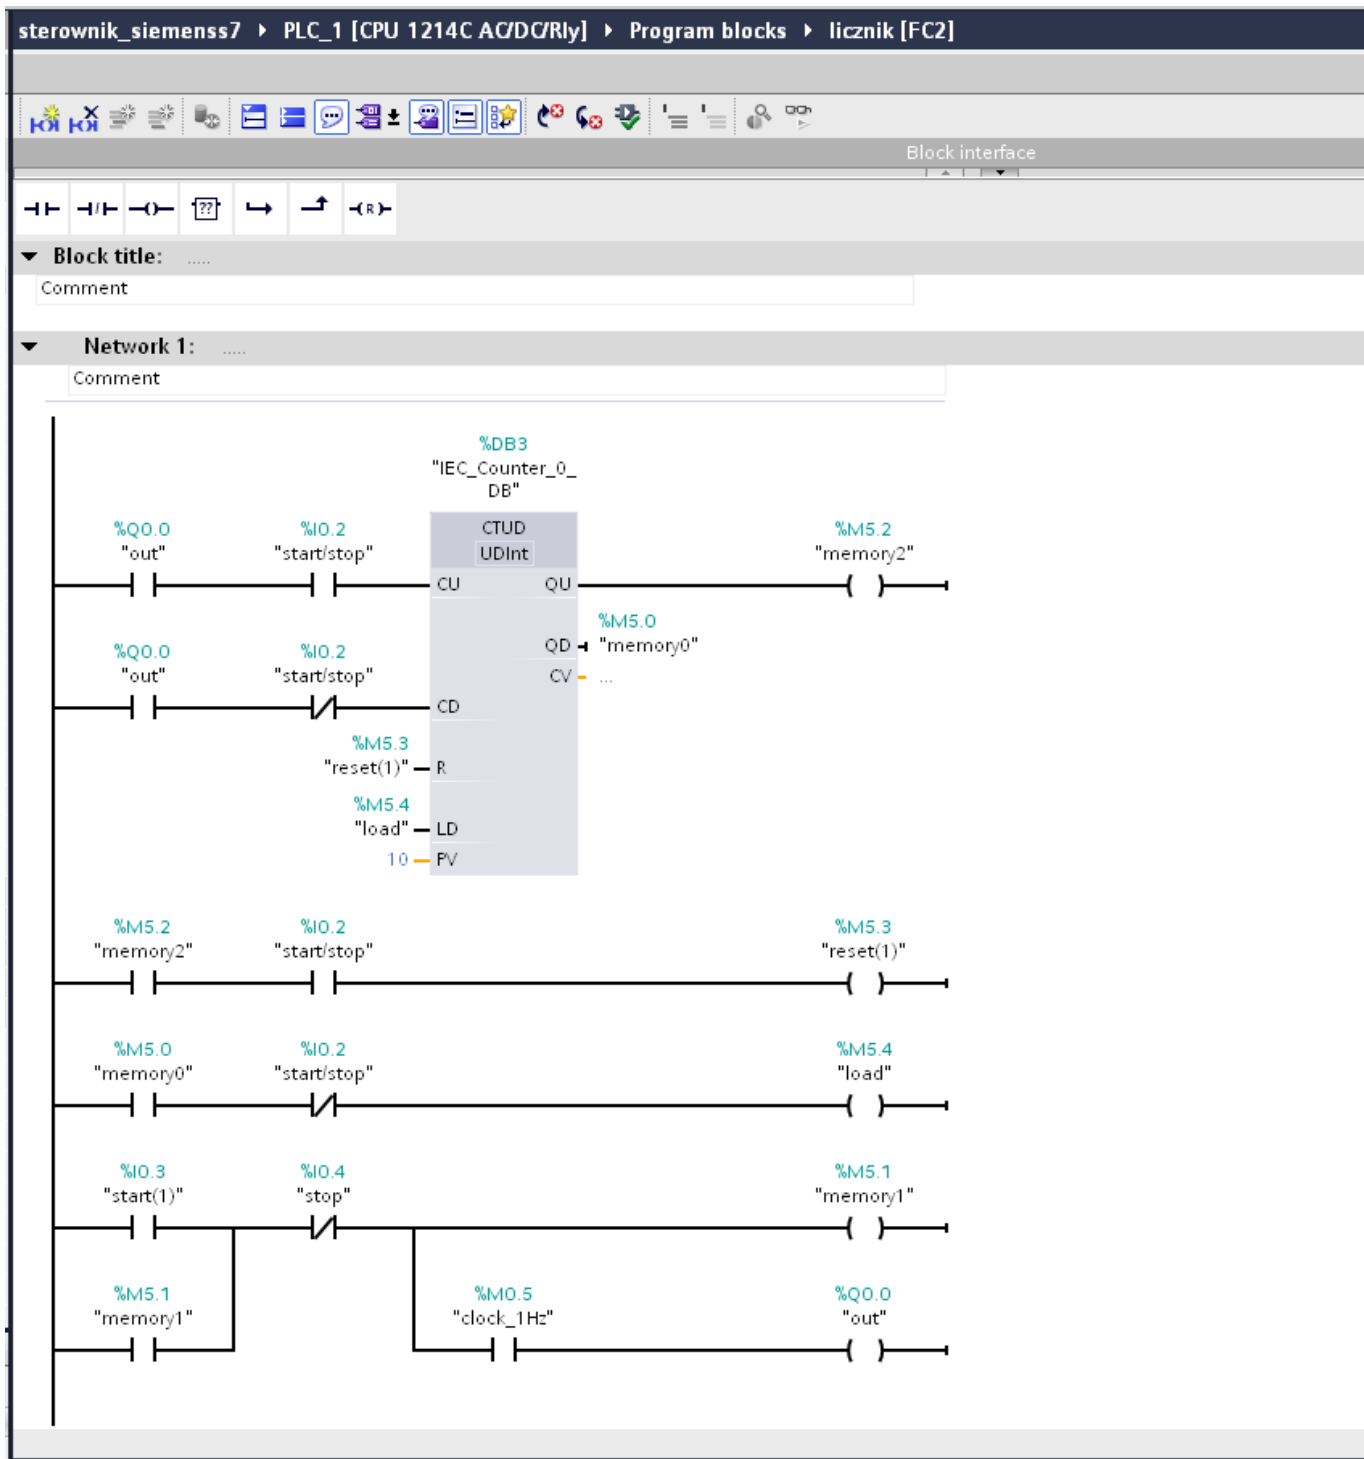 sterownik_siemenss7 ▸ PLC_1 [CPU 1214C AC/DC/Rly] ▸ Program blocks ▸ licznik [FC2]
Block interface
??
R
Block title: .....
Comment
Network 1: .....
Comment
%DB3
"IEC_Counter_0_
DB"
%Q0.0 %I0.2 CTUD %M5.2
"out" "start/stop" UDInt "memory2"
CU QU
%M5.0
%Q0.0 %I0.2 QD "memory0"
"out" "start/stop" CV ...
CD
%M5.3
"reset(1)" R
%M5.4
"load" LD
10 PV
%M5.2 %I0.2 %M5.3
"memory2" "start/stop" "reset(1)"
%M5.0 %I0.2 %M5.4
"memory0" "start/stop" "load"
%I0.3 %I0.4 %M5.1
"start(1)" "stop" "memory1"
%M5.1 %M0.5 %Q0.0
"memory1" "clock_1Hz" "out"